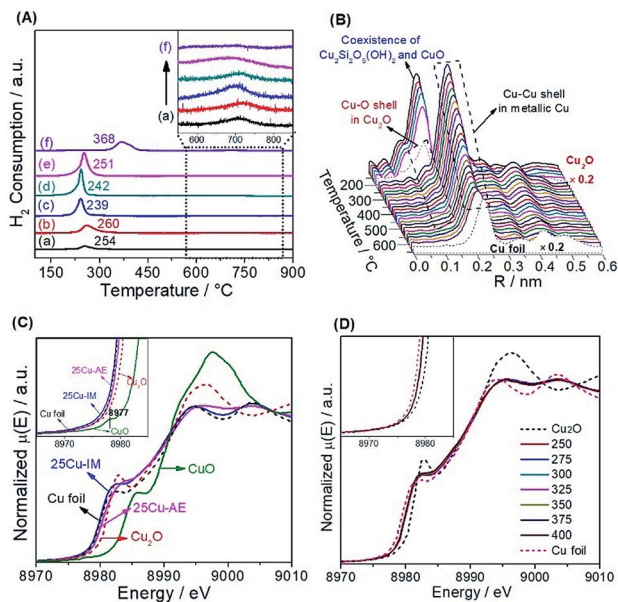 (A)
H2 Consumption / a.u.
(f)
(a)
600 700 800
(f) 368
(e) 251
(d) 242
(c) 239
(b) 260
(a) 254
150 300 450 600 750 900
Temperature / °C
(B)
Coexistence of
Cu2Si2O5(OH)2 and CuO
Cu-O shell
in Cu2O
Cu-Cu shell
in metallic Cu
Cu2O
× 0.2
200
300
400
500
600
Temperature / °C
Cu foil × 0.2
0.0 0.1 0.2 0.3 0.4 0.5 0.6
R / nm
(C)
Normalized μ(E) / a.u.
25Cu-AE
25Cu-IM
Cu foil
Cu2O
8977
CuO
8970 8980
25Cu-IM
Cu foil
25Cu-AE
Cu2O
CuO
8970 8980 8990 9000 9010
Energy / eV
(D)
Normalized μ(E) / a.u.
8970 8980
Cu2O
250
275
300
325
350
375
400
Cu foil
8970 8980 8990 9000 9010
Energy / eV